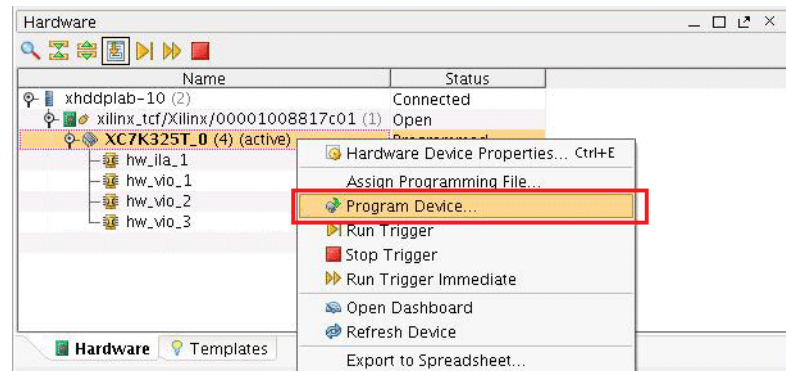 Hardware
Name Status
xhddplab-10 (2) Connected
xilinx_tcf/Xilinx/00001008817c01 (1) Open
XC7K325T_0 (4) (active) Programmed
hw_ila_1
hw_vio_1
hw_vio_2
hw_vio_3
Hardware Device Properties... Ctrl+E
Assign Programming File...
Program Device...
Run Trigger
Stop Trigger
Run Trigger Immediate
Open Dashboard
Refresh Device
Export to Spreadsheet...
Hardware Templates